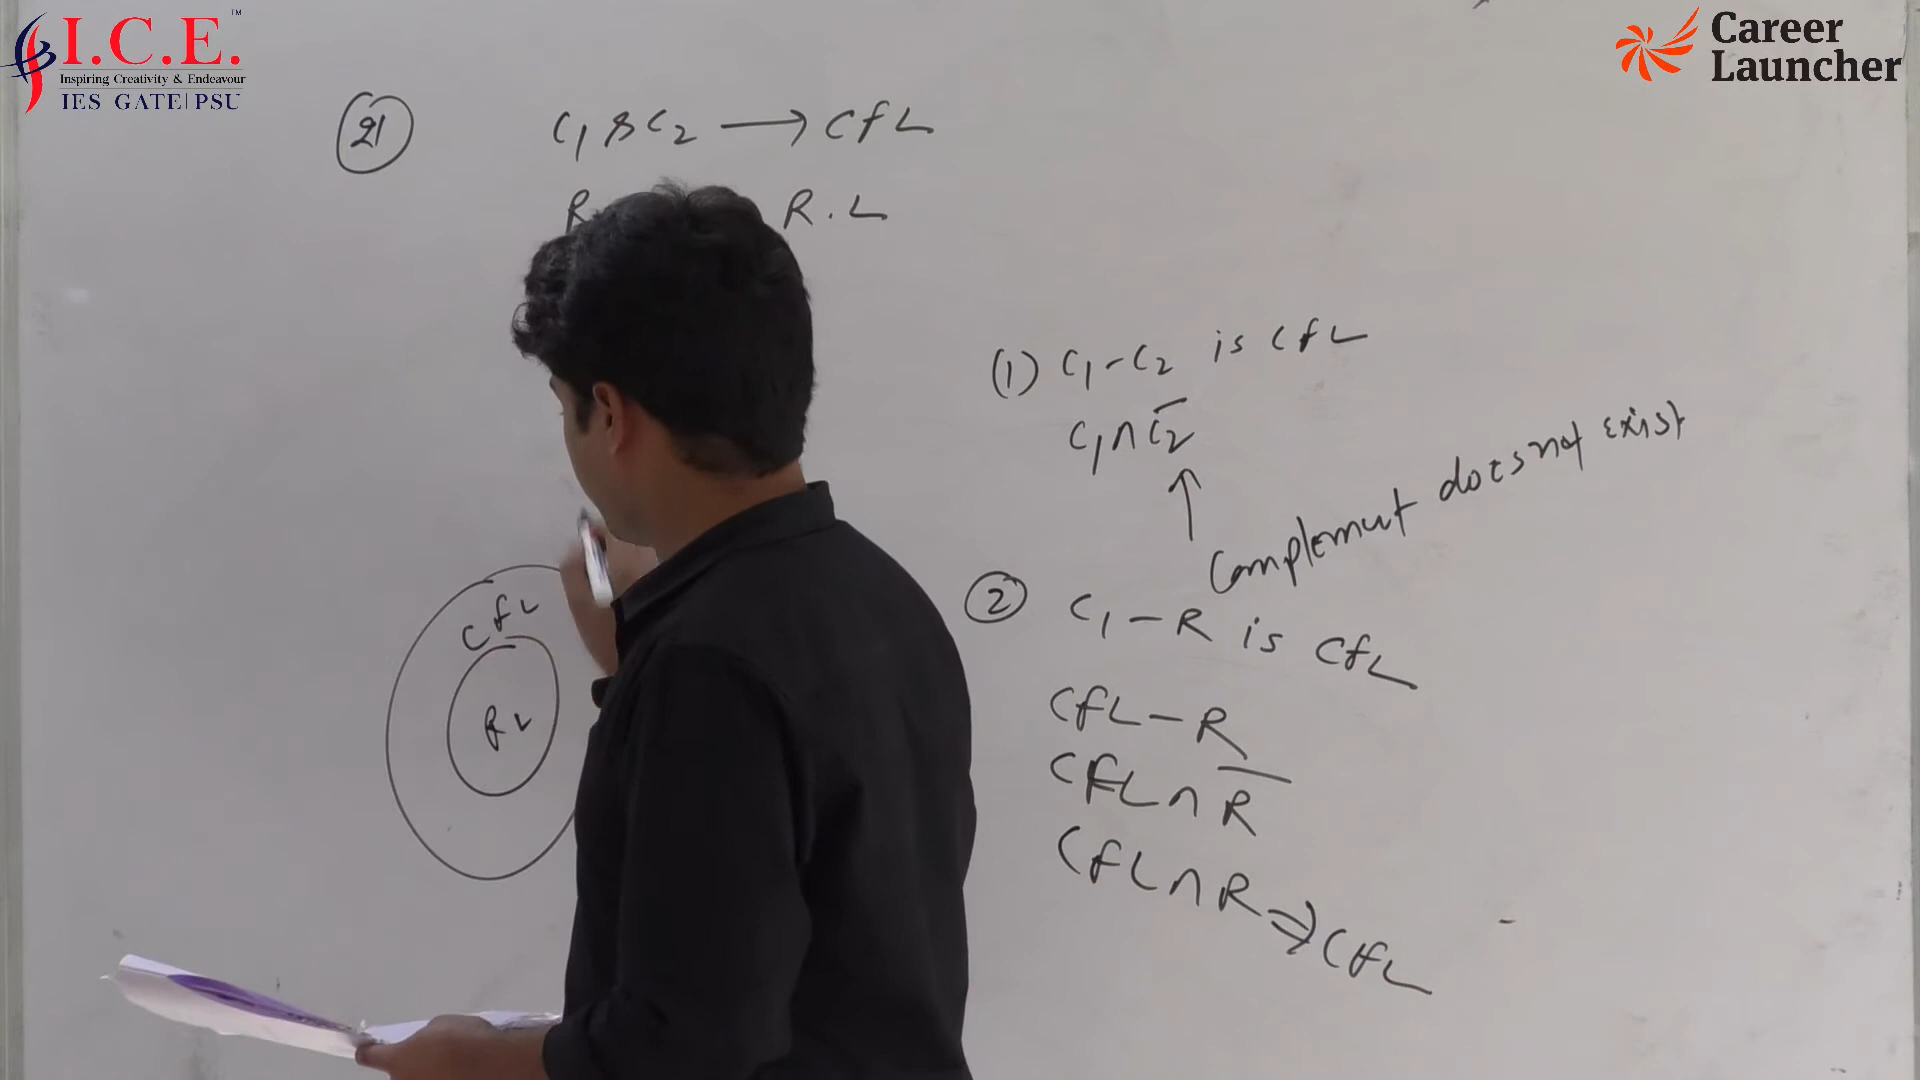 I.C.E.™
Inspiring Creativity & Endeavour
IES GATE|PSU
Career
Launcher
21
C₁ & C₂ → CFL
R R.L
(1) C₁ - C₂ is CFL
C₁ ∩ C̅₂
↑
Complement does not exist
② C₁ - R is CFL
CFL - R
CFL ∩ R̅
CFL ∩ R ⇒ CFL
CFL
RL